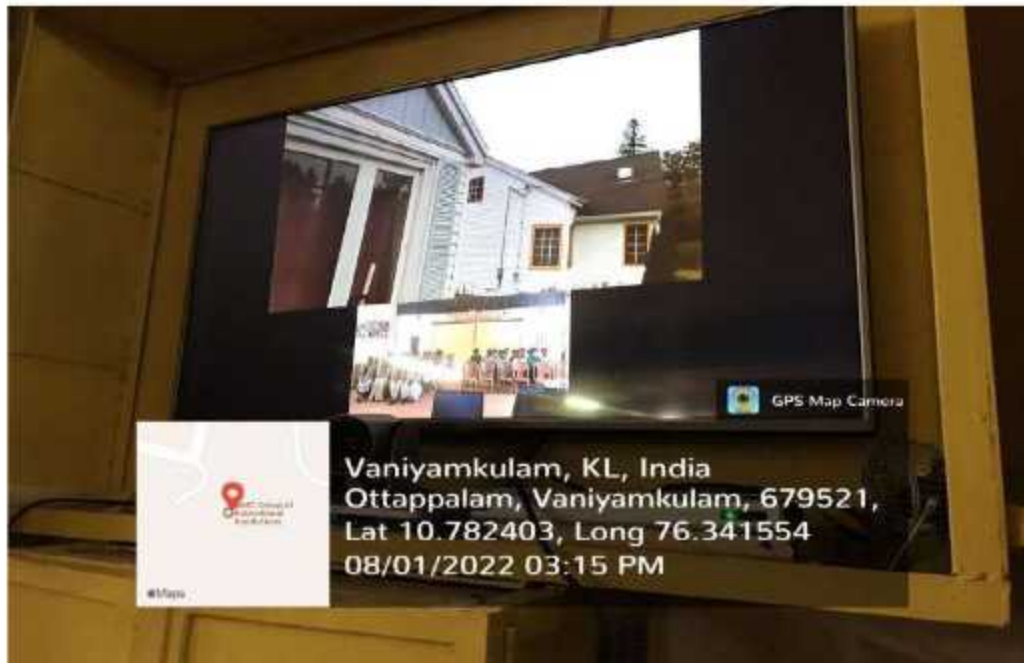 GPS Map Camera
Vaniyamkulam, KL, India
Ottappalam, Vaniyamkulam, 679521,
Lat 10.782403, Long 76.341554
08/01/2022 03:15 PM
Maps